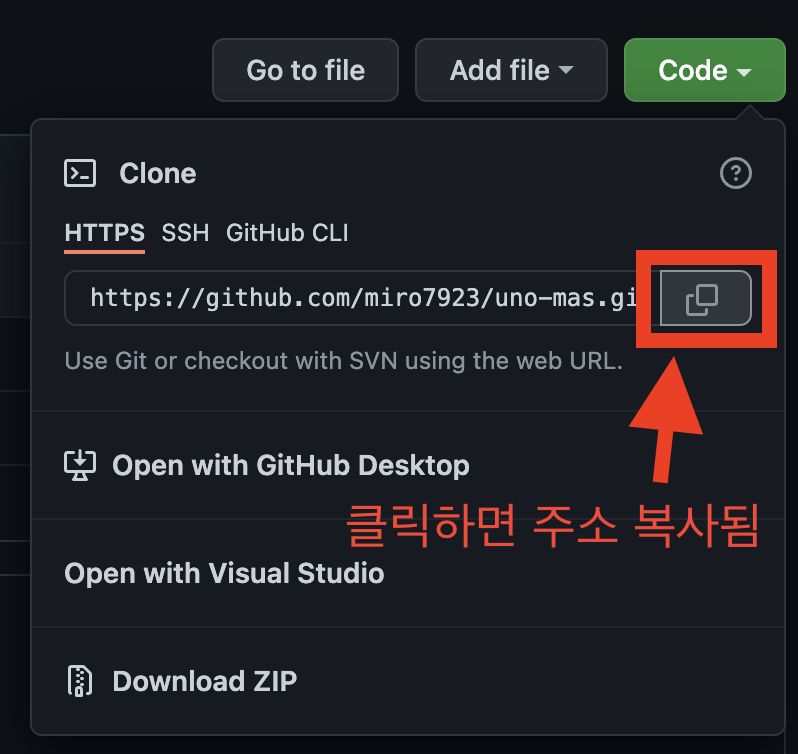 Go to file Add file Code
Clone
HTTPS SSH GitHub CLI
https://github.com/miro7923/uno-mas.gi
Use Git or checkout with SVN using the web URL.
Open with GitHub Desktop
클릭하면 주소 복사됨
Open with Visual Studio
Download ZIP